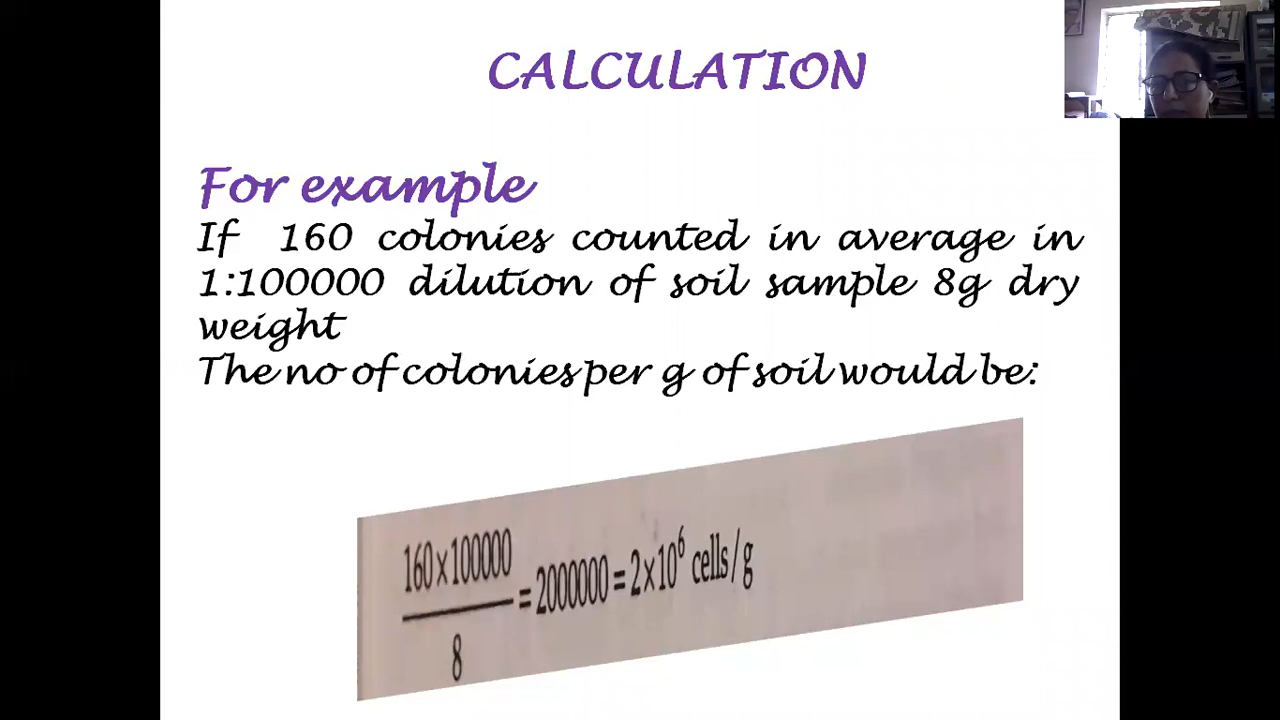 CALCULATION
For example
If 160 colonies counted in average in
1:100000 dilution of soil sample 8g dry
weight
The no of colonies per g of soil would be:
160×100000
8
=2000000=2×10⁶ cells/g